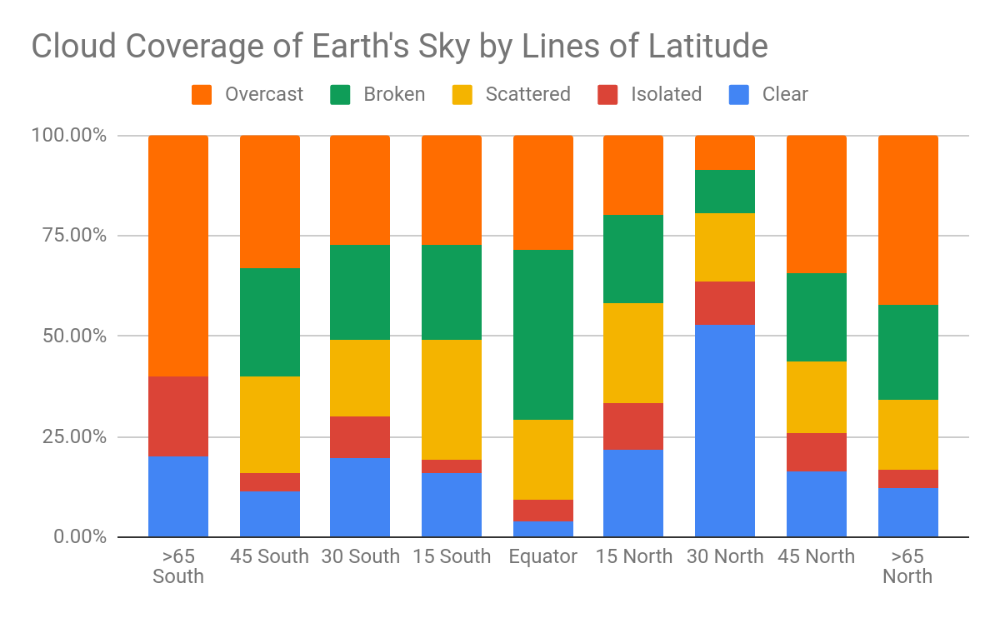 Cloud Coverage of Earth's Sky by Lines of Latitude
Overcast Broken Scattered Isolated Clear
100.00%
75.00%
50.00%
25.00%
0.00%
>65 South 45 South 30 South 15 South Equator 15 North 30 North 45 North >65 North